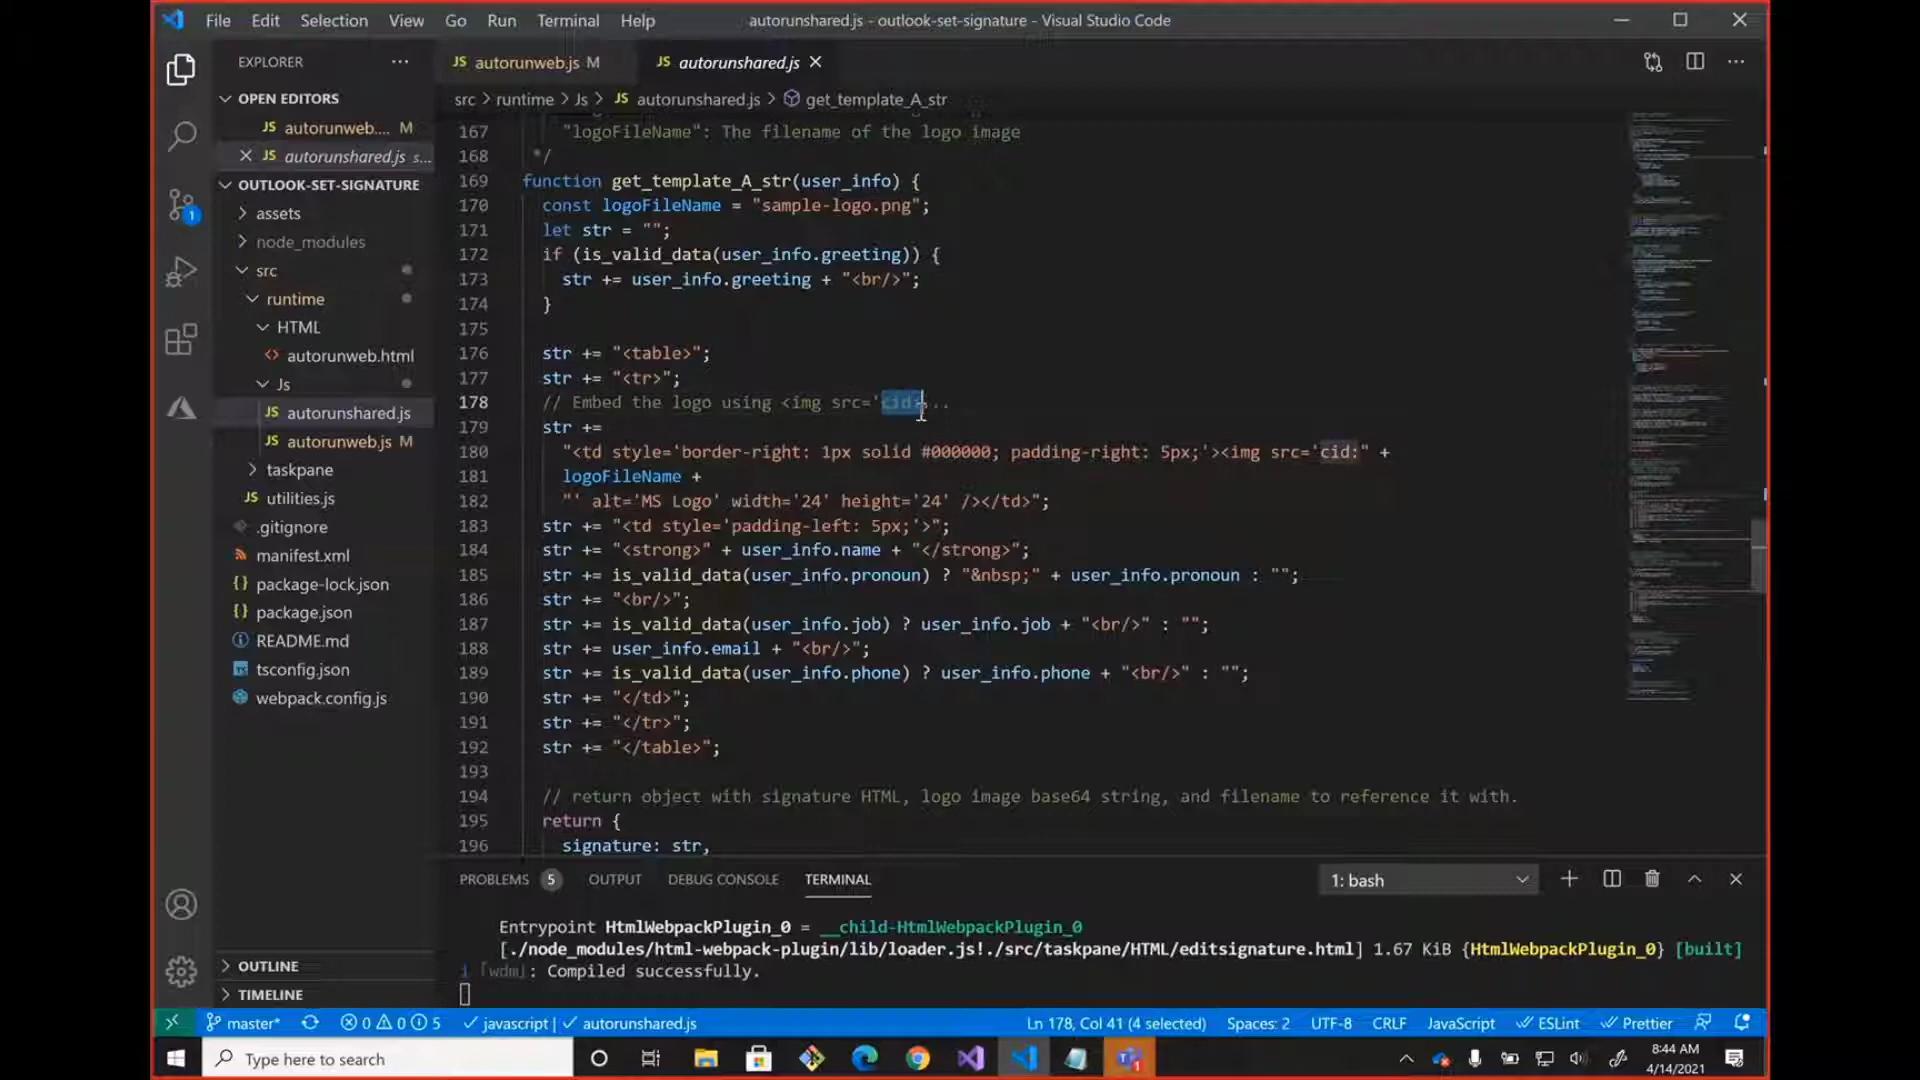 File Edit Selection View Go Run Terminal Help
autorunshared.js - outlook-set-signature - Visual Studio Code
EXPLORER
OPEN EDITORS
JS autorunweb.... M
JS autorunshared.js s...
OUTLOOK-SET-SIGNATURE
assets
node_modules
src
runtime
HTML
autorunweb.html
Js
JS autorunshared.js
JS autorunweb.js M
taskpane
JS utilities.js
.gitignore
manifest.xml
package-lock.json
package.json
README.md
tsconfig.json
webpack.config.js
OUTLINE
TIMELINE
JS autorunweb.js M
JS autorunshared.js
src > runtime > Js > JS autorunshared.js > get_template_A_str
167 "logoFileName": The filename of the logo image
168 */
169 function get_template_A_str(user_info) {
170 const logoFileName = "sample-logo.png";
171 let str = "";
172 if (is_valid_data(user_info.greeting)) {
173 str += user_info.greeting + "<br/>";
174 }
175
176 str += "<table>";
177 str += "<tr>";
178 // Embed the logo using <img src='cid:...
179 str +=
180 "<td style='border-right: 1px solid #000000; padding-right: 5px;'><img src='cid:" +
181 logoFileName +
182 "' alt='MS Logo' width='24' height='24' /></td>";
183 str += "<td style='padding-left: 5px;'>";
184 str += "<strong>" + user_info.name + "</strong>";
185 str += is_valid_data(user_info.pronoun) ? "&nbsp;" + user_info.pronoun : "";
186 str += "<br/>";
187 str += is_valid_data(user_info.job) ? user_info.job + "<br/>" : "";
188 str += user_info.email + "<br/>";
189 str += is_valid_data(user_info.phone) ? user_info.phone + "<br/>" : "";
190 str += "</td>";
191 str += "</tr>";
192 str += "</table>";
193
194 // return object with signature HTML, logo image base64 string, and filename to reference it with.
195 return {
196 signature: str,
PROBLEMS 5 OUTPUT DEBUG CONSOLE TERMINAL
1: bash
Entrypoint HtmlWebpackPlugin_0 = __child-HtmlWebpackPlugin_0
[./node_modules/html-webpack-plugin/lib/loader.js!./src/taskpane/HTML/editsignature.html] 1.67 KiB {HtmlWebpackPlugin_0} [built]
i ｢wdm｣: Compiled successfully.
master* 0 0 5 javascript | autorunshared.js
Ln 178, Col 41 (4 selected) Spaces: 2 UTF-8 CRLF JavaScript ESLint Prettier
Type here to search
8:44 AM
4/14/2021